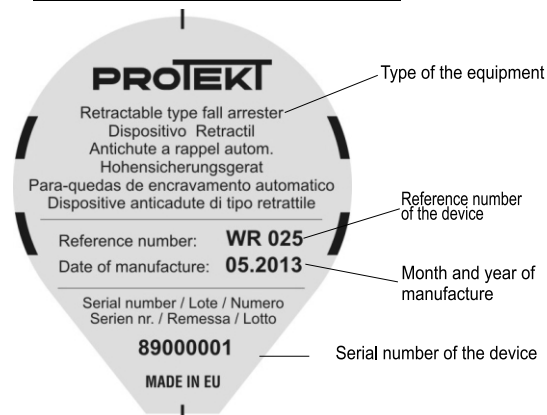 PROTEKT
Type of the equipment
Retractable type fall arrester
Dispositivo Retractil
Antichute a rappel autom.
Hohensicherungsgerat
Para-quedas de encravamento automatico
Dispositive anticadute di tipo retrattile
Reference number
of the device
Reference number: WR 025
Date of manufacture: 05.2013
Month and year of
manufacture
Serial number / Lote / Numero
Serien nr. / Remessa / Lotto
89000001
Serial number of the device
MADE IN EU